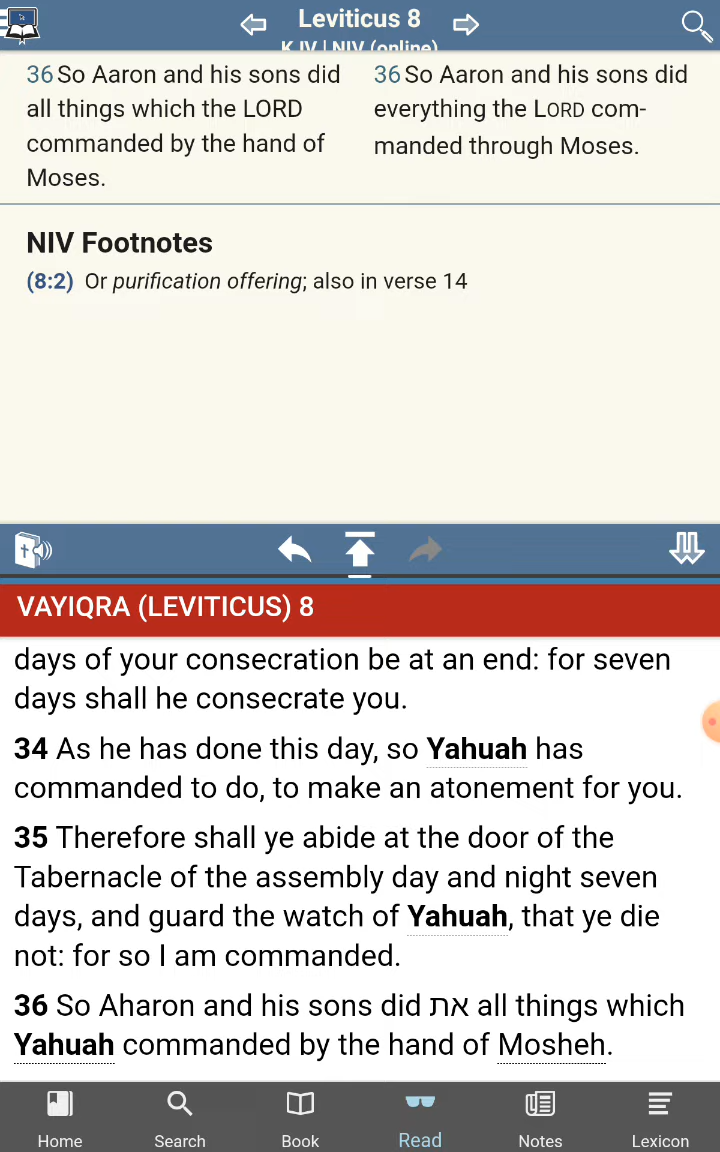 Leviticus 8
KJV | NIV (online)
36 So Aaron and his sons did
all things which the LORD
commanded by the hand of
Moses.
36 So Aaron and his sons did
everything the LORD com-
manded through Moses.
NIV Footnotes
(8:2) Or purification offering; also in verse 14
VAYIQRA (LEVITICUS) 8
days of your consecration be at an end: for seven
days shall he consecrate you.
34 As he has done this day, so Yahuah has
commanded to do, to make an atonement for you.
35 Therefore shall ye abide at the door of the
Tabernacle of the assembly day and night seven
days, and guard the watch of Yahuah, that ye die
not: for so I am commanded.
36 So Aharon and his sons did את all things which
Yahuah commanded by the hand of Mosheh.
Home
Search
Book
Read
Notes
Lexicon